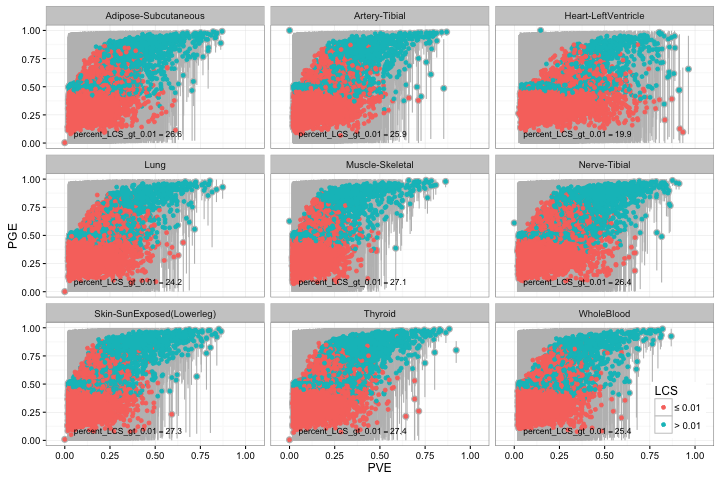 Adipose-Subcutaneous Artery-Tibial Heart-LeftVentricle
1.00
0.75
0.50
0.25
0.00
percent_LCS_gt_0.01 = 26.6 percent_LCS_gt_0.01 = 25.9 percent_LCS_gt_0.01 = 19.9
Lung Muscle-Skeletal Nerve-Tibial
1.00
0.75
0.50
0.25
0.00
percent_LCS_gt_0.01 = 24.2 percent_LCS_gt_0.01 = 27.1 percent_LCS_gt_0.01 = 26.4
PGE
Skin-SunExposed(Lowerleg) Thyroid WholeBlood
1.00
0.75
0.50
0.25
0.00
percent_LCS_gt_0.01 = 27.3 percent_LCS_gt_0.01 = 27.4 percent_LCS_gt_0.01 = 25.4
LCS
≤ 0.01
> 0.01
0.00 0.25 0.50 0.75 1.00 0.00 0.25 0.50 0.75 1.00 0.00 0.25 0.50 0.75 1.00
PVE